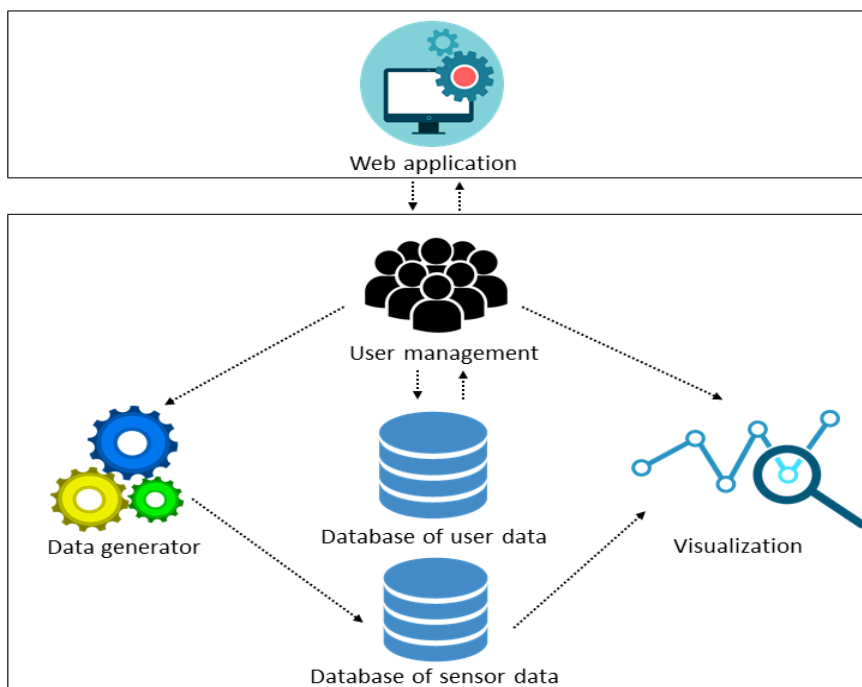 Web application
User management
Data generator
Database of user data
Visualization
Database of sensor data